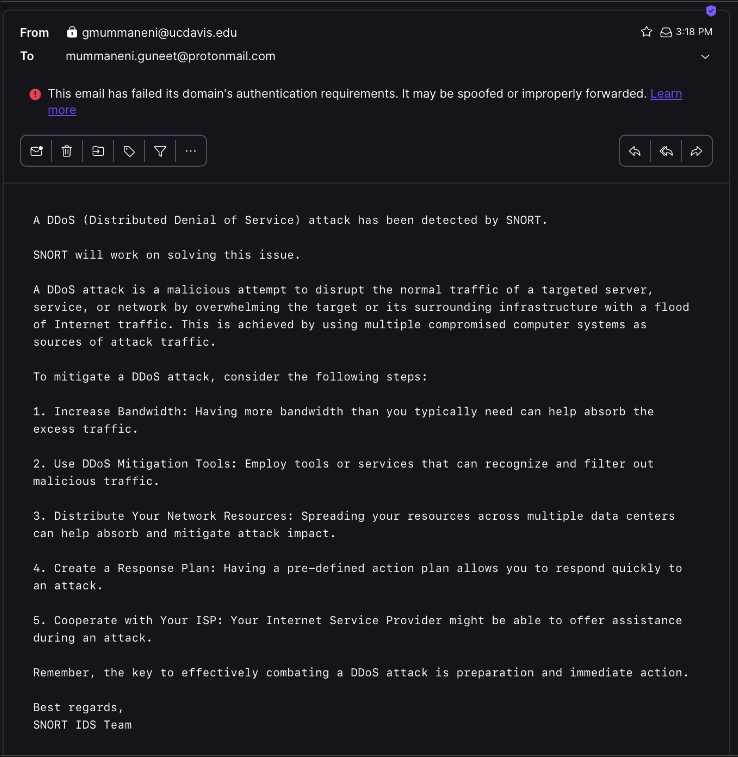 From gmummaneni@ucdavis.edu 3:18 PM
To mummaneni.guneet@protonmail.com
This email has failed its domain's authentication requirements. It may be spoofed or improperly forwarded. Learn
more
A DDoS (Distributed Denial of Service) attack has been detected by SNORT.
SNORT will work on solving this issue.
A DDoS attack is a malicious attempt to disrupt the normal traffic of a targeted server,
service, or network by overwhelming the target or its surrounding infrastructure with a flood
of Internet traffic. This is achieved by using multiple compromised computer systems as
sources of attack traffic.
To mitigate a DDoS attack, consider the following steps:
1. Increase Bandwidth: Having more bandwidth than you typically need can help absorb the
excess traffic.
2. Use DDoS Mitigation Tools: Employ tools or services that can recognize and filter out
malicious traffic.
3. Distribute Your Network Resources: Spreading your resources across multiple data centers
can help absorb and mitigate attack impact.
4. Create a Response Plan: Having a pre-defined action plan allows you to respond quickly to
an attack.
5. Cooperate with Your ISP: Your Internet Service Provider might be able to offer assistance
during an attack.
Remember, the key to effectively combating a DDoS attack is preparation and immediate action.
Best regards,
SNORT IDS Team